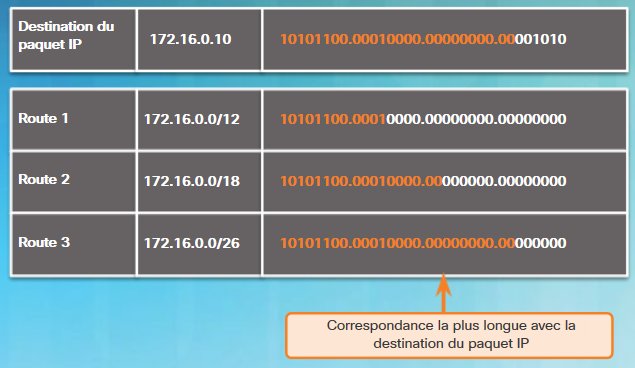 Destination du
paquet IP
172.16.0.10
10101100.00010000.00000000.00001010
Route 1
172.16.0.0/12
10101100.00010000.00000000.00000000
Route 2
172.16.0.0/18
10101100.00010000.00000000.00000000
Route 3
172.16.0.0/26
10101100.00010000.00000000.00000000
Correspondance la plus longue avec la
destination du paquet IP